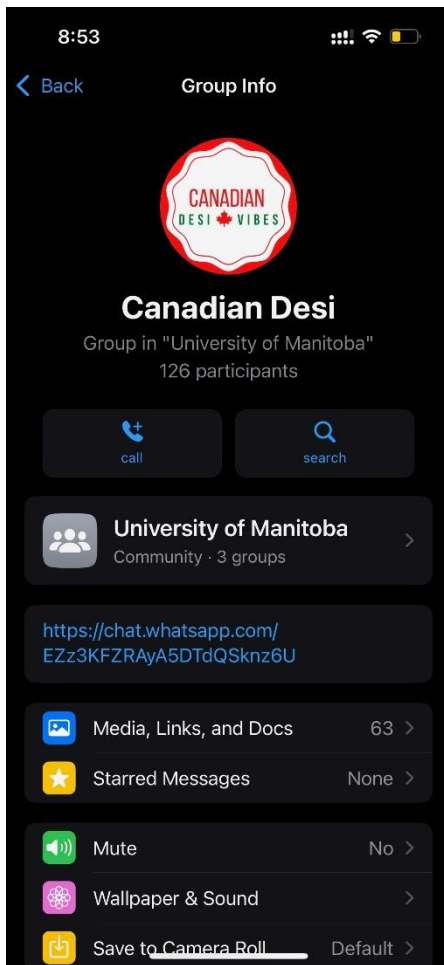 8:53
Back Group Info
CANADIAN
DESI VIBES
Canadian Desi
Group in "University of Manitoba"
126 participants
call search
University of Manitoba
Community · 3 groups
https://chat.whatsapp.com/
EZz3KFZRAyA5DTdQSknz6U
Media, Links, and Docs 63
Starred Messages None
Mute No
Wallpaper & Sound
Save to Camera Roll Default